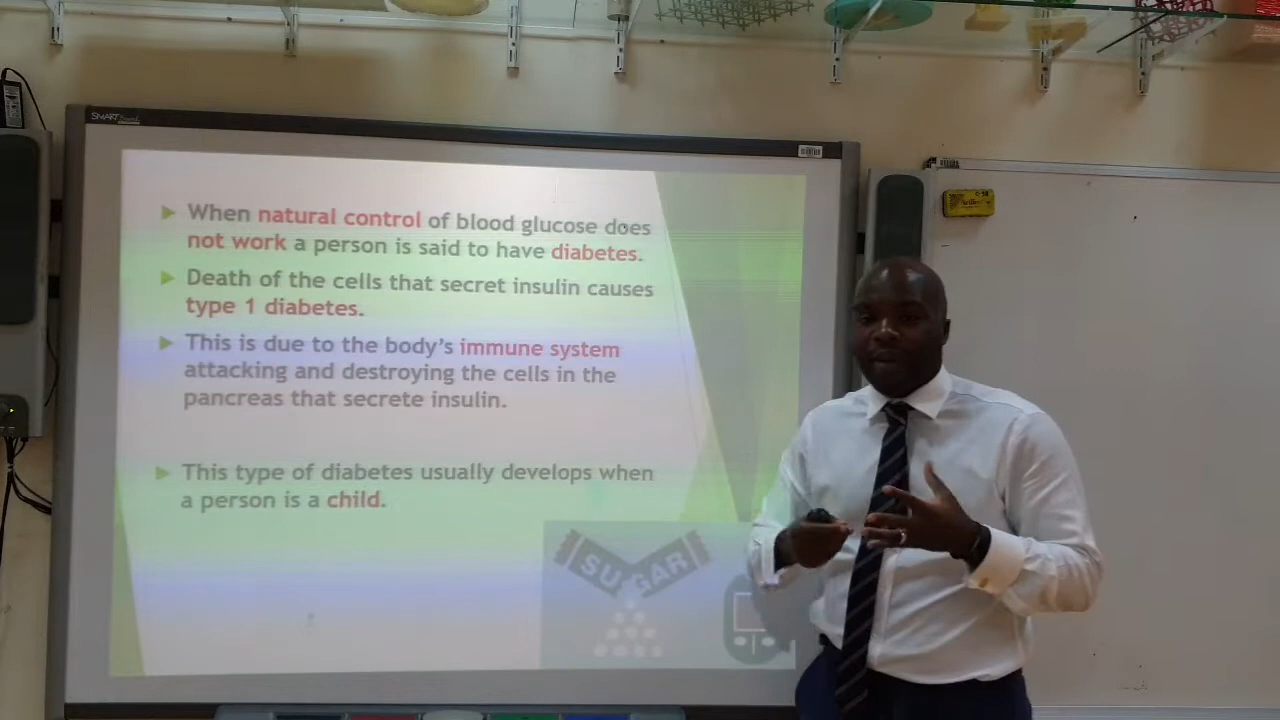 SMART
When natural control of blood glucose does
not work a person is said to have diabetes.
Death of the cells that secret insulin causes
type 1 diabetes.
This is due to the body's immune system
attacking and destroying the cells in the
pancreas that secrete insulin.
This type of diabetes usually develops when
a person is a child.
SUGAR